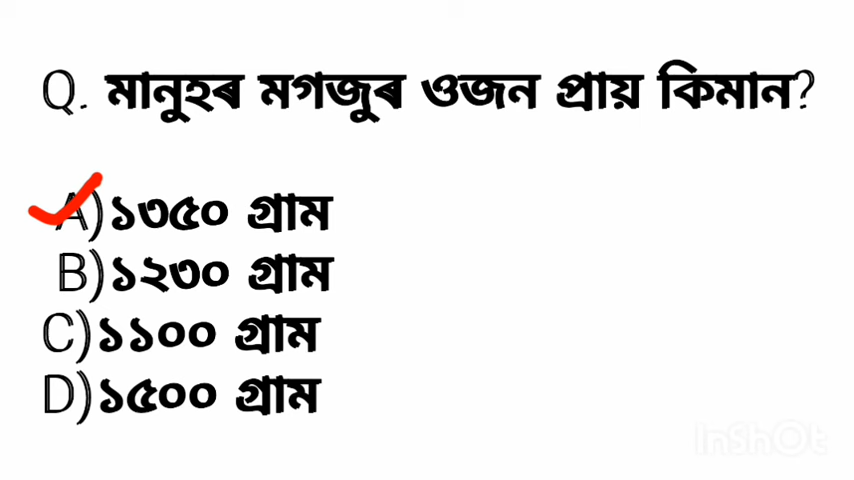 Q. মানুহৰ মগজুৰ ওজন প্ৰায় কিমান?
A)১৩৫০ গ্ৰাম
B)১২৩০ গ্ৰাম
C)১১০০ গ্ৰাম
D)১৫০০ গ্ৰাম
InShOt